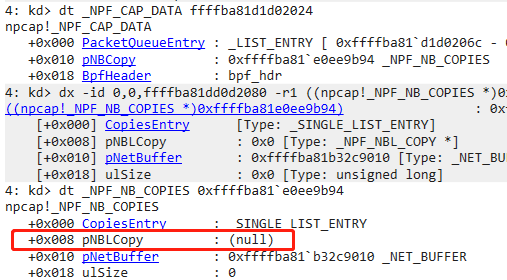 4: kd> dt _NPF_CAP_DATA ffffba81d1d02024
npcap!_NPF_CAP_DATA
+0x000 PacketQueueEntry : _LIST_ENTRY [ 0xffffba81`d1d0206c -
+0x010 pNBCopy : 0xffffba81`e0ee9b94 _NPF_NB_COPIES
+0x018 BpfHeader : bpf_hdr
4: kd> dx -id 0,0,ffffba81dd0d2080 -r1 ((npcap!_NPF_NB_COPIES *)0
((npcap!_NPF_NB_COPIES *)0xffffba81e0ee9b94) : 0x
[+0x000] CopiesEntry [Type: _SINGLE_LIST_ENTRY]
[+0x008] pNBLCopy : 0x0 [Type: _NPF_NBL_COPY *]
[+0x010] pNetBuffer : 0xffffba81b32c9010 [Type: _NET_BUF
[+0x018] ulSize : 0x0 [Type: unsigned long]
4: kd> dt _NPF_NB_COPIES 0xffffba81`e0ee9b94
npcap!_NPF_NB_COPIES
+0x000 CopiesEntry : _SINGLE_LIST_ENTRY
+0x008 pNBLCopy : (null)
+0x010 pNetBuffer : 0xffffba81`b32c9010 _NET_BUFFER
+0x018 ulSize : 0